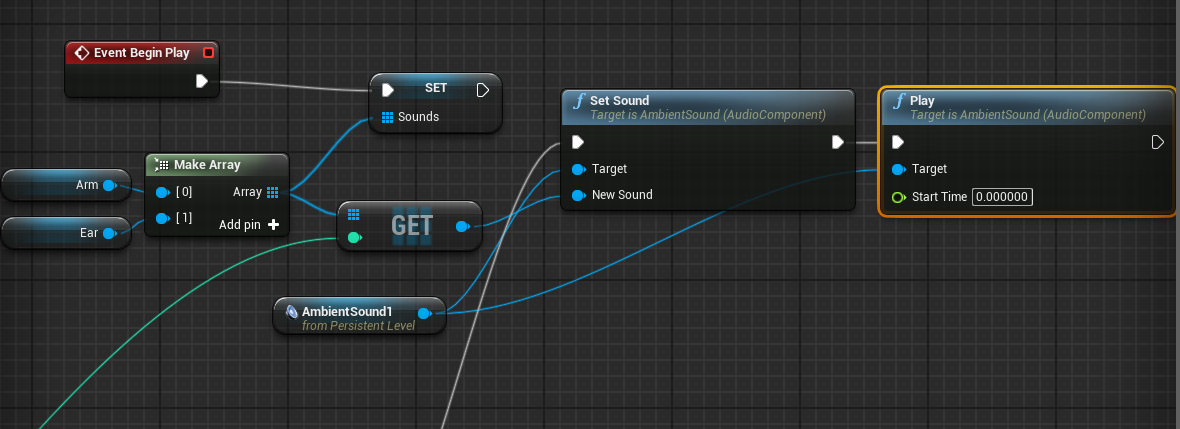 Event Begin Play
SET
Sounds
Set Sound
Target is AmbientSound (AudioComponent)
Target
New Sound
Play
Target is AmbientSound (AudioComponent)
Target
Start Time 0.000000
Make Array
[ 0] Array
[ 1]
Add pin +
Arm
Ear
GET
AmbientSound1
from Persistent Level